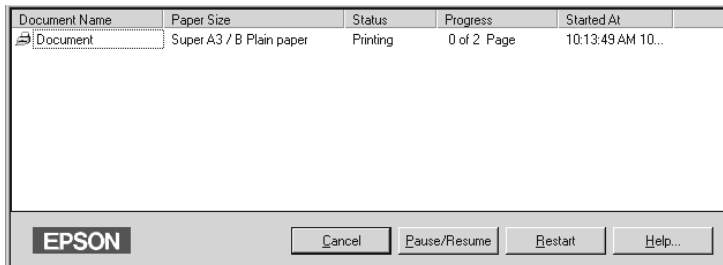 Document Name Paper Size Status Progress Started At
Document Super A3 / B Plain paper Printing 0 of 2 Page 10:13:49 AM 10...
EPSON Cancel Pause/Resume Restart Help...